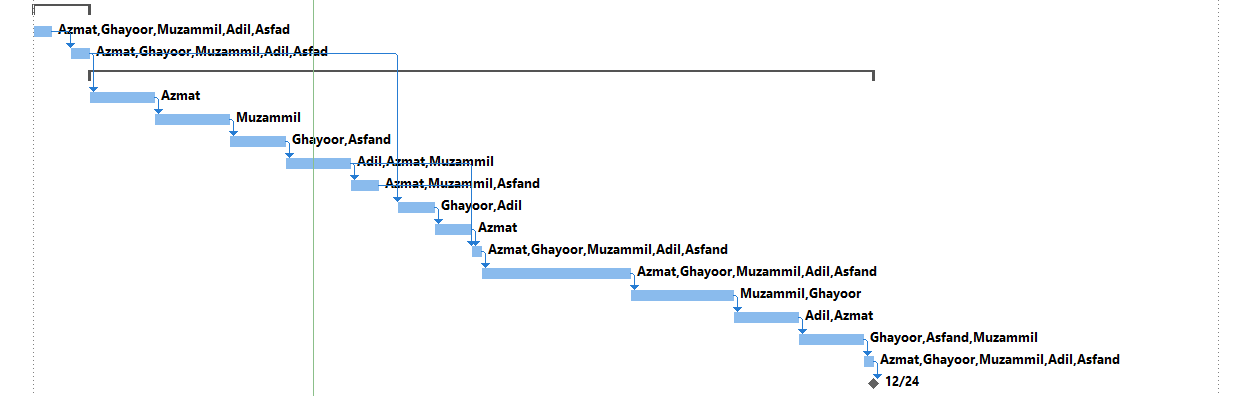 Azmat,Ghayoor,Muzammil,Adil,Asfad
Azmat,Ghayoor,Muzammil,Adil,Asfad
Azmat
Muzammil
Ghayoor,Asfand
Adil,Azmat,Muzammil
Azmat,Muzammil,Asfand
Ghayoor,Adil
Azmat
Azmat,Ghayoor,Muzammil,Adil,Asfand
Azmat,Ghayoor,Muzammil,Adil,Asfand
Muzammil,Ghayoor
Adil,Azmat
Ghayoor,Asfand,Muzammil
Azmat,Ghayoor,Muzammil,Adil,Asfand
12/24